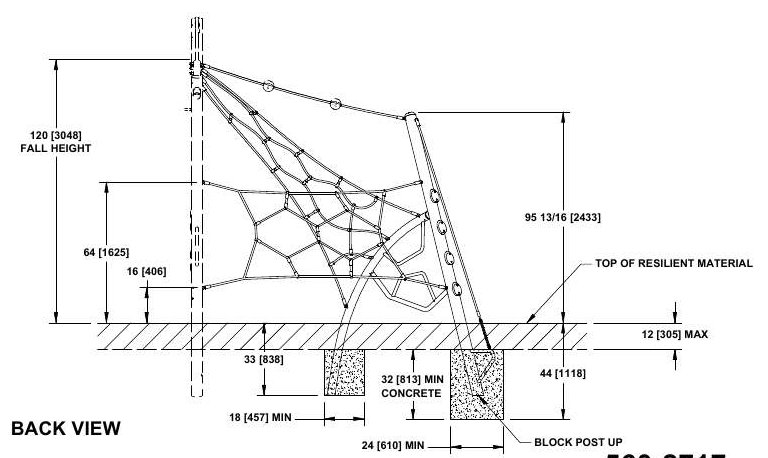 120 [3048]
FALL HEIGHT
95 13/16 [2433]
64 [1625]
16 [406]
TOP OF RESILIENT MATERIAL
12 [305] MAX
33 [838]
32 [813] MIN
CONCRETE
44 [1118]
18 [457] MIN
BACK VIEW
24 [610] MIN
BLOCK POST UP